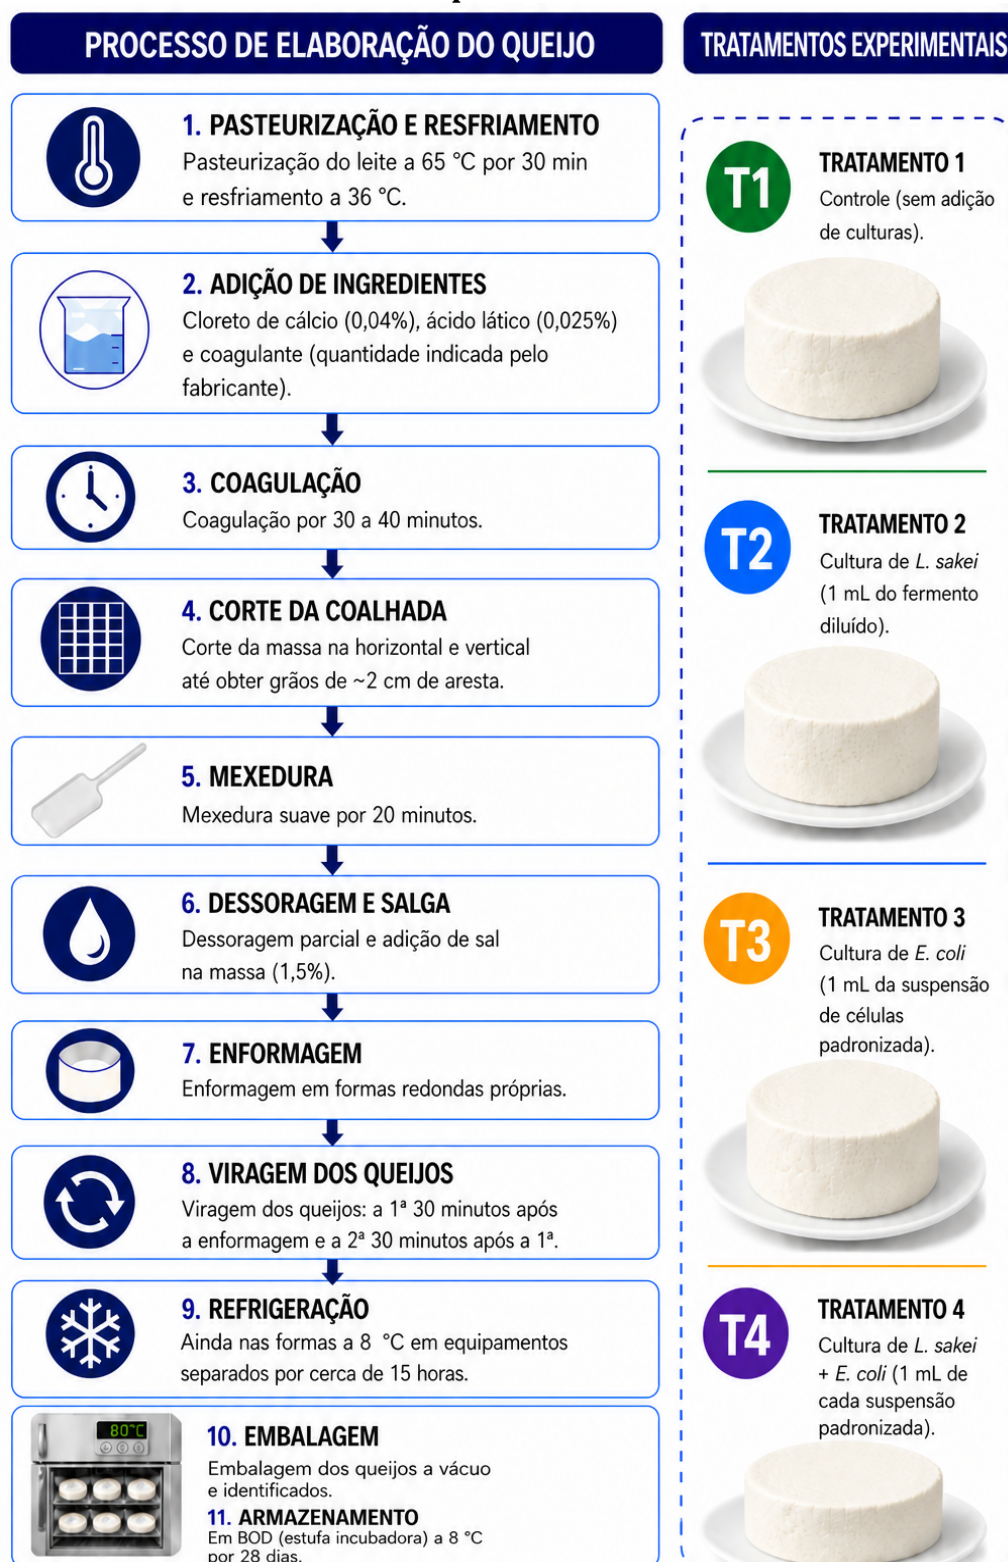 PROCESSO DE ELABORAÇÃO DO QUEIJO
1. PASTEURIZAÇÃO E RESFRIAMENTO
Pasteurização do leite a 65 °C por 30 min
e resfriamento a 36 °C.
2. ADIÇÃO DE INGREDIENTES
Cloreto de cálcio (0,04%), ácido lático (0,025%)
e coagulante (quantidade indicada pelo
fabricante).
3. COAGULAÇÃO
Coagulação por 30 a 40 minutos.
4. CORTE DA COALHADA
Corte da massa na horizontal e vertical
até obter grãos de ~2 cm de aresta.
5. MEXEDURA
Mexedura suave por 20 minutos.
6. DESSORAGEM E SALGA
Dessoragem parcial e adição de sal
na massa (1,5%).
7. ENFORMAGEM
Enformagem em formas redondas próprias.
8. VIRAGEM DOS QUEIJOS
Viragem dos queijos: a 1ª 30 minutos após
a enformagem e a 2ª 30 minutos após a 1ª.
9. REFRIGERAÇÃO
Ainda nas formas a 8 °C em equipamentos
separados por cerca de 15 horas.
80°C
10. EMBALAGEM
Embalagem dos queijos a vácuo
e identificados.
11. ARMAZENAMENTO
Em BOD (estufa incubadora) a 8 °C
por 28 dias.
TRATAMENTOS EXPERIMENTAIS
T1
TRATAMENTO 1
Controle (sem adição
de culturas).
T2
TRATAMENTO 2
Cultura de L. sakei
(1 mL do fermento
diluído).
T3
TRATAMENTO 3
Cultura de E. coli
(1 mL da suspensão
de células
padronizada).
T4
TRATAMENTO 4
Cultura de L. sakei
+ E. coli (1 mL de
cada suspensão
padronizada).